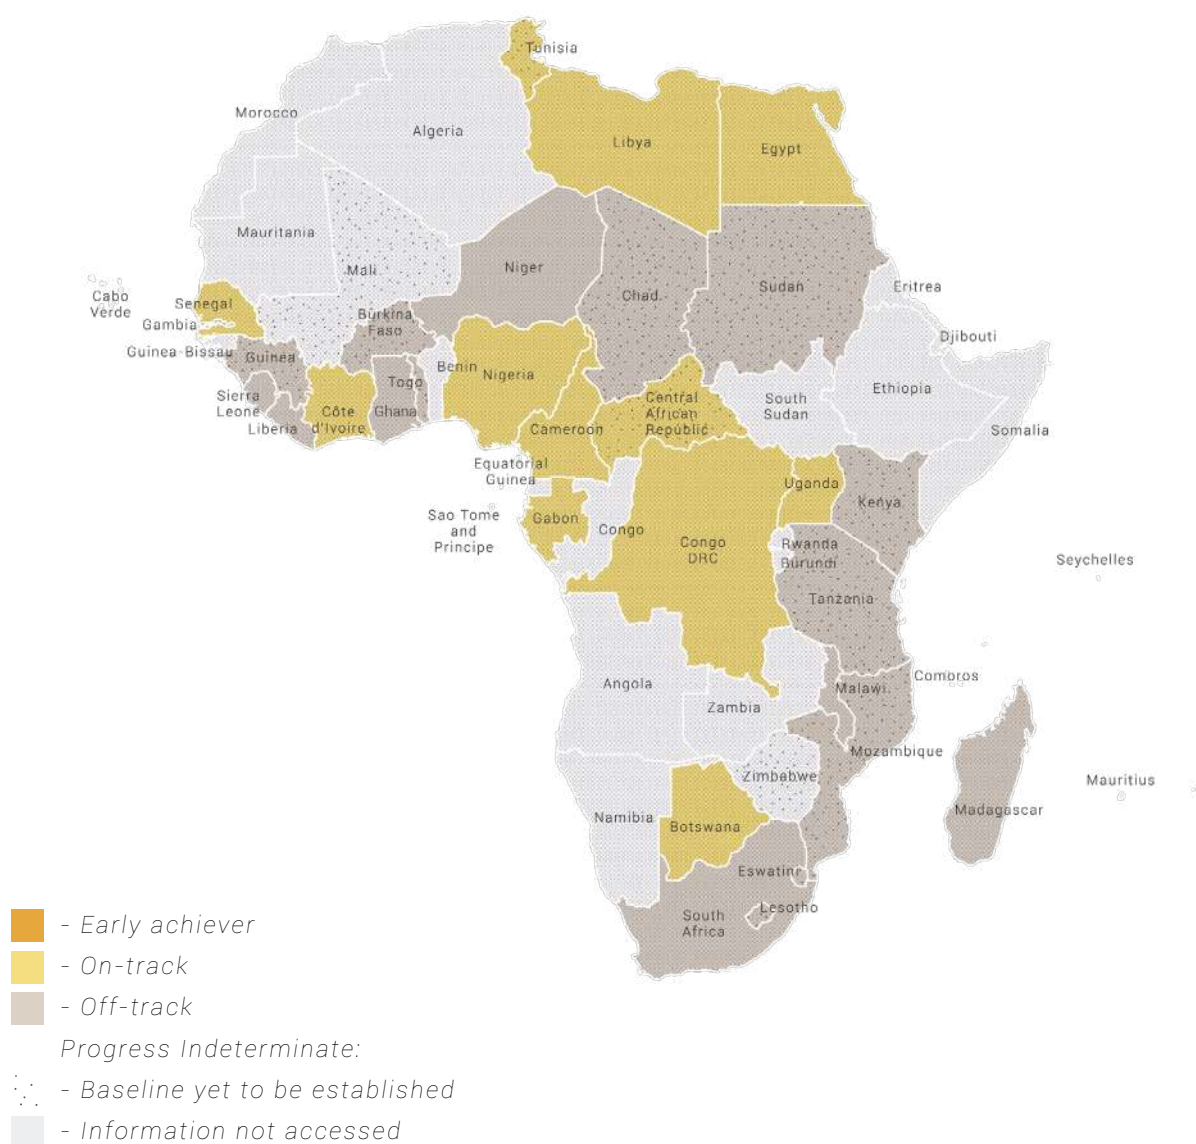 Tunisia
Morocco
Algeria
Libya
Egypt
Mauritania
Mali
Niger
Chad
Sudan
Eritrea
Cabo
Verde
Senegal
Gambia
Guinea-Bissau
Guinea
Burkina
Faso
Djibouti
Sierra
Leone
Liberia
Côte
d'Ivoire
Ghana
Togo
Benin
Nigeria
Cameroon
Central
African
Republic
South
Sudan
Ethiopia
Somalia
Equatorial
Guinea
Sao Tome
and
Principe
Gabon
Congo
Congo
DRC
Uganda
Kenya
Rwanda
Burundi
Tanzania
Seychelles
Angola
Zambia
Malawi
Comoros
Mozambique
Zimbabwe
Madagascar
Mauritius
Namibia
Botswana
Eswatini
Lesotho
South
Africa
- Early achiever
- On-track
- Off-track
Progress Indeterminate:
- Baseline yet to be established
- Information not accessed